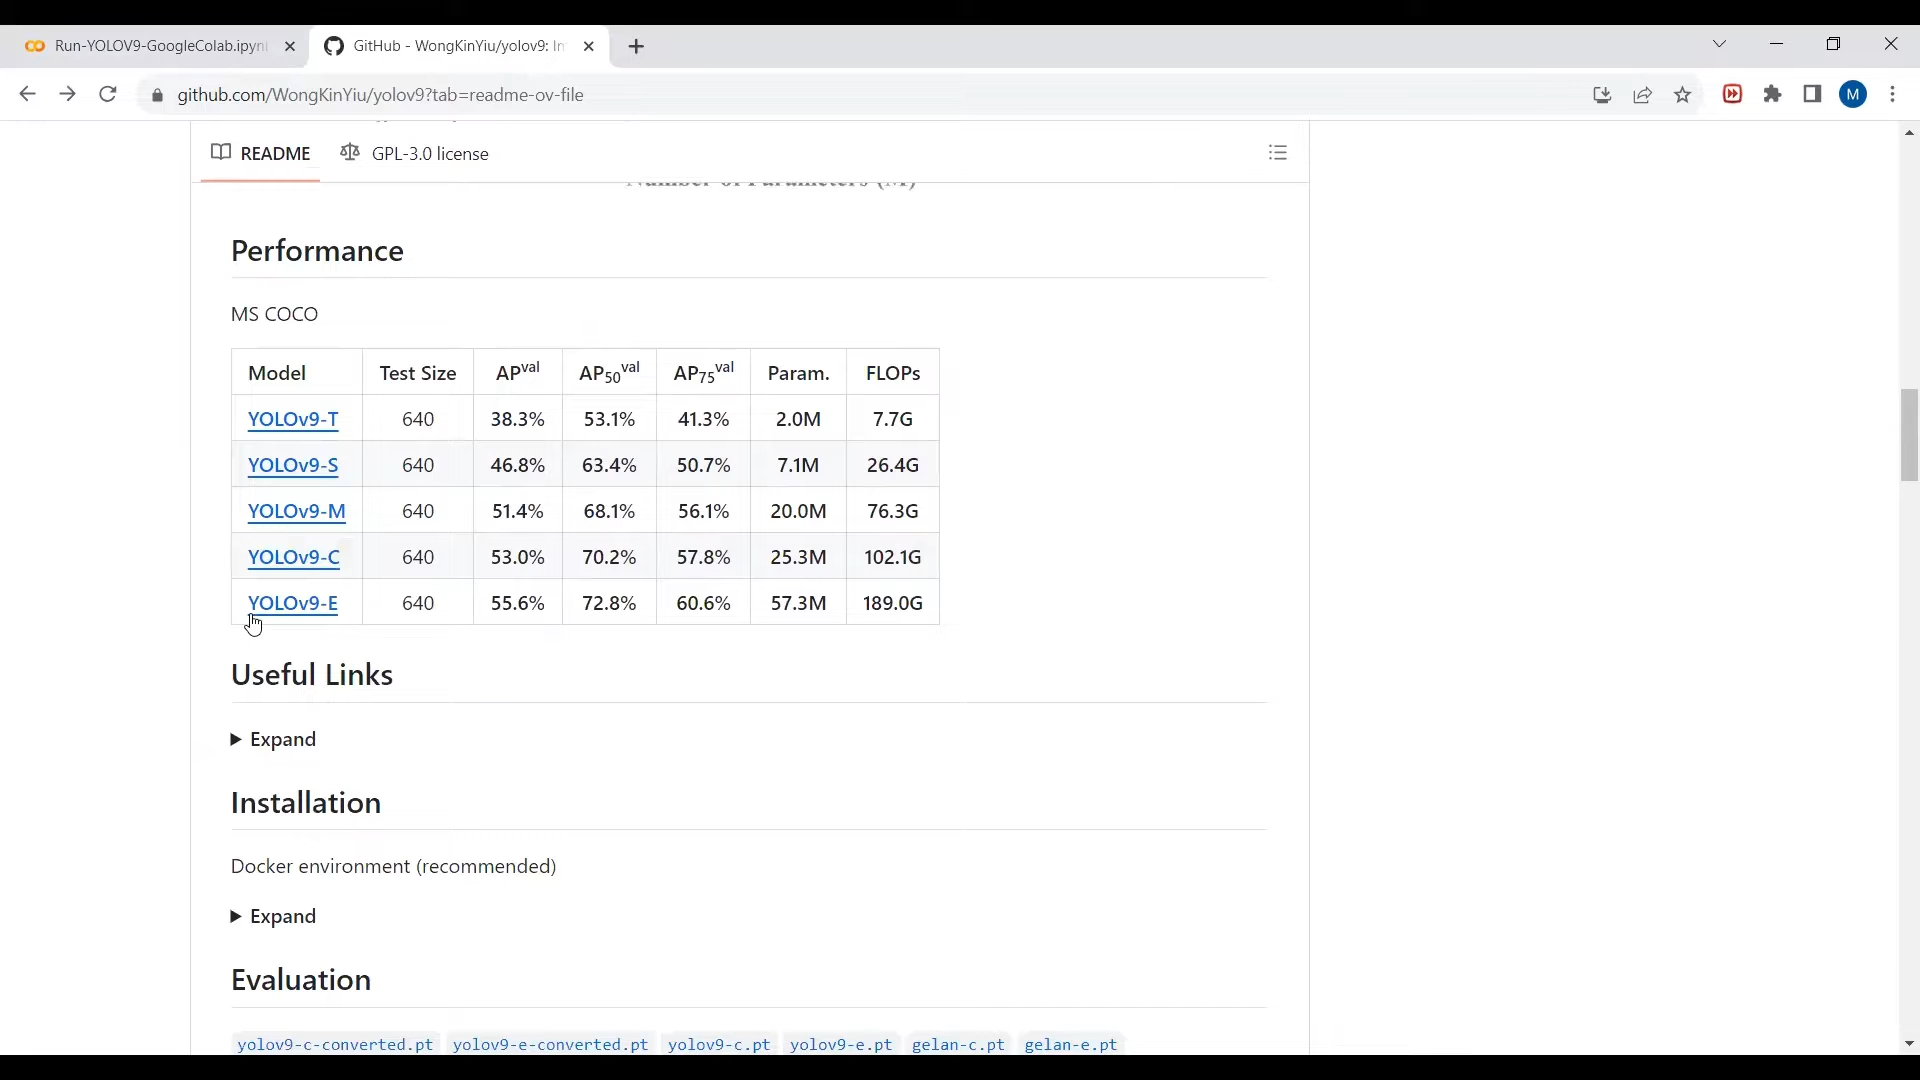 Run-YOLOV9-GoogleColab.ipyn
GitHub - WongKinYiu/yolov9: Im
github.com/WongKinYiu/yolov9?tab=readme-ov-file
M
README
GPL-3.0 license
Number of Parameters (M)
Performance
MS COCO
Model Test Size APval AP50val AP75val Param. FLOPs
YOLOv9-T 640 38.3% 53.1% 41.3% 2.0M 7.7G
YOLOv9-S 640 46.8% 63.4% 50.7% 7.1M 26.4G
YOLOv9-M 640 51.4% 68.1% 56.1% 20.0M 76.3G
YOLOv9-C 640 53.0% 70.2% 57.8% 25.3M 102.1G
YOLOv9-E 640 55.6% 72.8% 60.6% 57.3M 189.0G
Useful Links
Expand
Installation
Docker environment (recommended)
Expand
Evaluation
yolov9-c-converted.pt yolov9-e-converted.pt yolov9-c.pt yolov9-e.pt gelan-c.pt gelan-e.pt